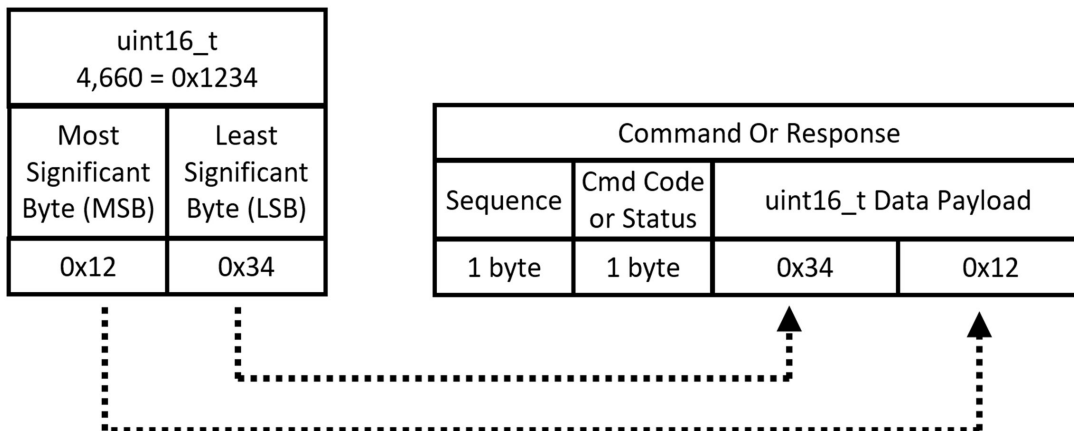 uint16_t
4,660 = 0x1234
Most
Significant
Byte (MSB)
Least
Significant
Byte (LSB)
0x12
0x34
Command Or Response
Sequence
Cmd Code
or Status
uint16_t Data Payload
1 byte
1 byte
0x34
0x12